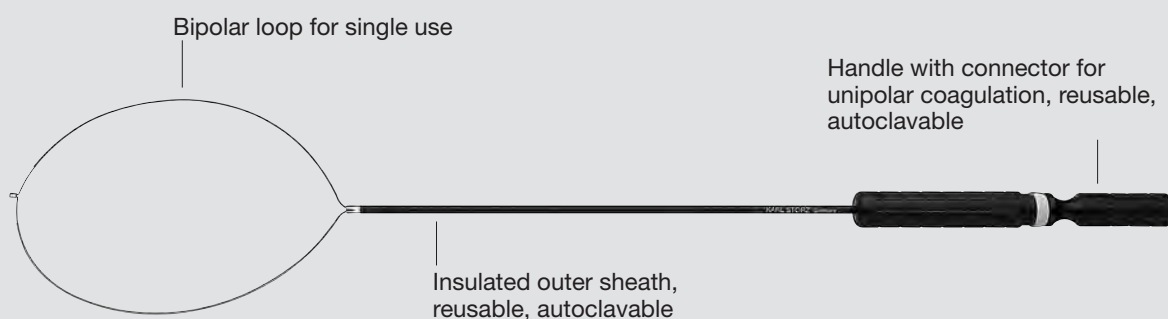 Bipolar loop for single use
Handle with connector for
unipolar coagulation, reusable,
autoclavable
KARL STORZ
Insulated outer sheath,
reusable, autoclavable